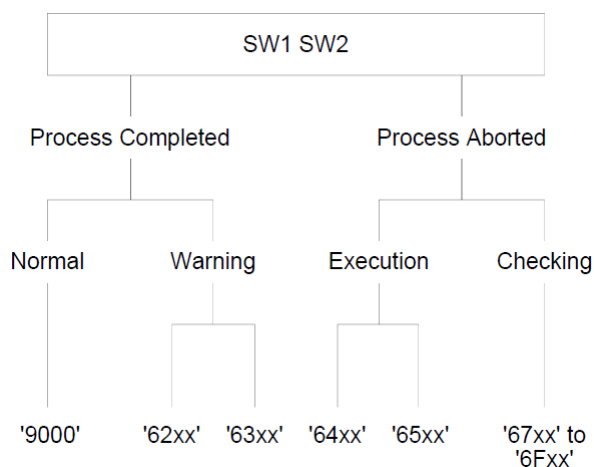 SW1 SW2
Process Completed
Process Aborted
Normal
Warning
Execution
Checking
'9000'
'62xx'
'63xx'
'64xx'
'65xx'
'67xx' to
'6Fxx'